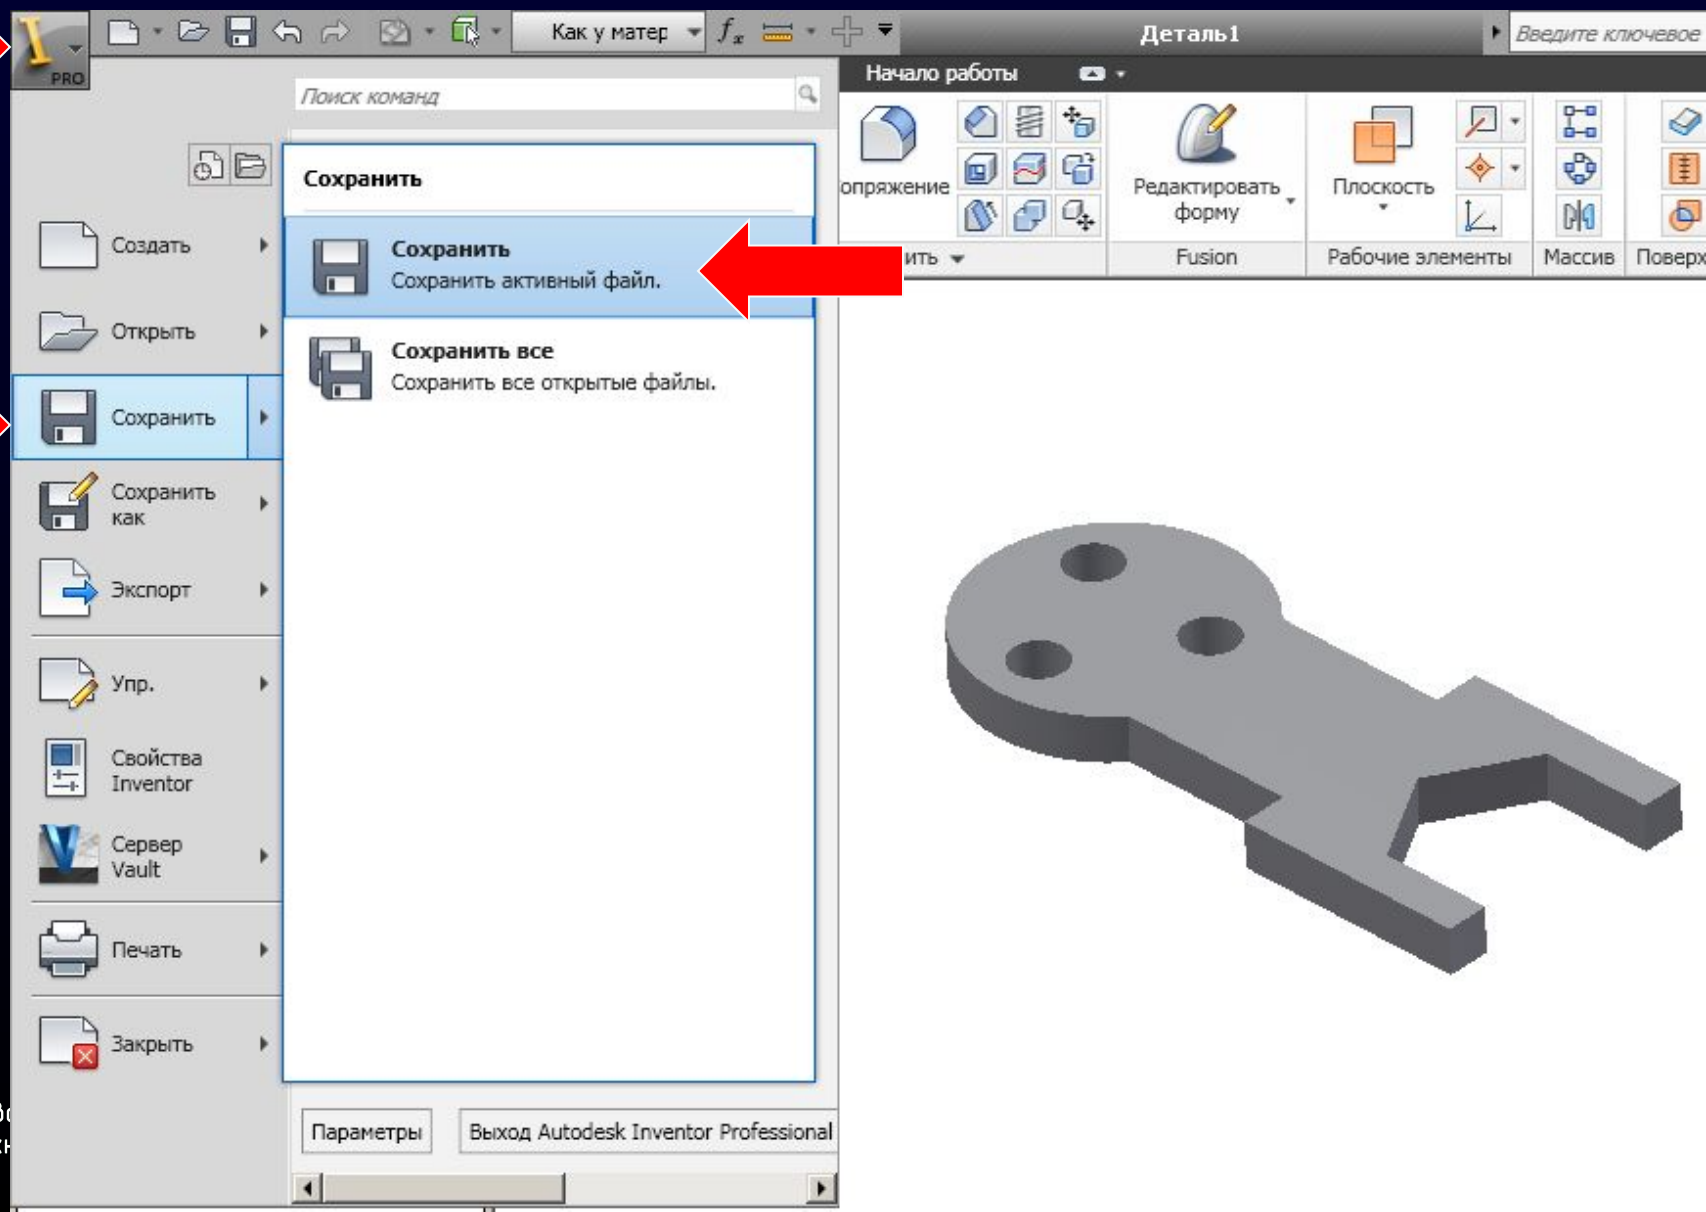 PRO
Как у матер
fx
Деталь1
Введите ключевое
Начало работы
Поиск команд
опряжение
Редактировать
форму
Плоскость
ить
Fusion
Рабочие элементы
Массив
Поверх
Сохранить
Сохранить
Сохранить активный файл.
Сохранить все
Сохранить все открытые файлы.
Создать
Открыть
Сохранить
Сохранить
как
Экспорт
Упр.
Свойства
Inventor
Сервер
Vault
Печать
Закрыть
Параметры
Выход Autodesk Inventor Professional